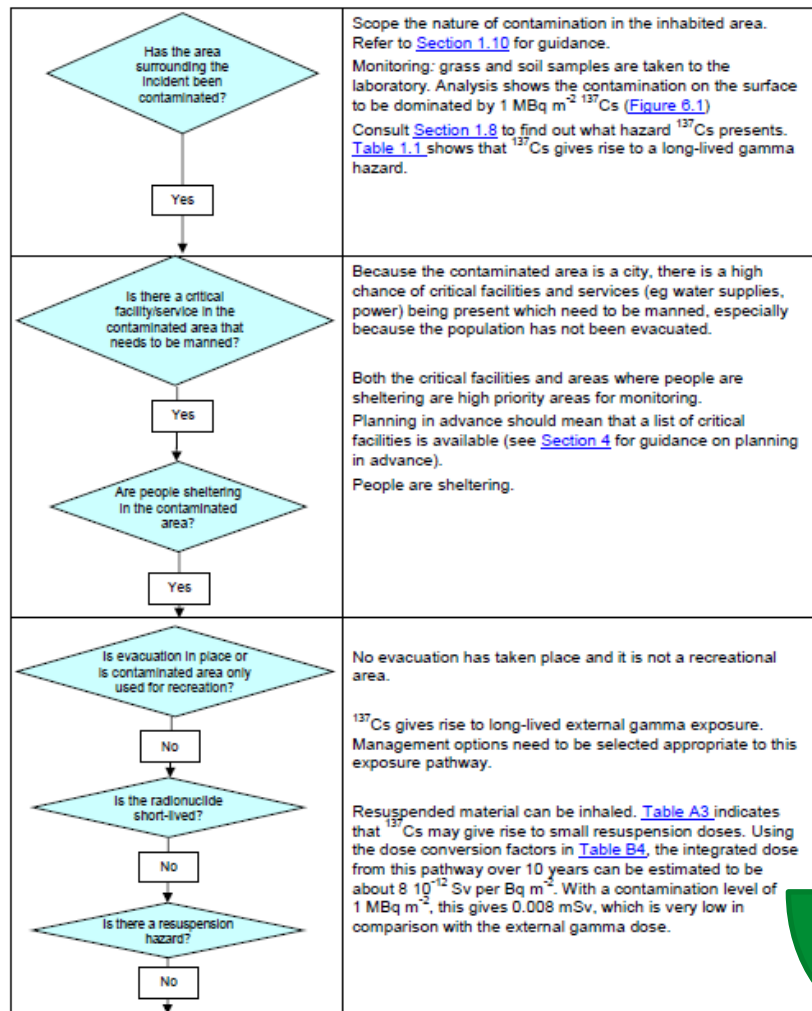 Has the area
surrounding the
incident been
contaminated?
Yes
Scope the nature of contamination in the inhabited area.
Refer to Section 1.10 for guidance.
Monitoring: grass and soil samples are taken to the
laboratory. Analysis shows the contamination on the surface
to be dominated by 1 MBq m⁻² ¹³⁷Cs (Figure 6.1)
Consult Section 1.8 to find out what hazard ¹³⁷Cs presents.
Table 1.1 shows that ¹³⁷Cs gives rise to a long-lived gamma
hazard.
Is there a critical
facility/service in the
contaminated area that
needs to be manned?
Yes
Are people sheltering
in the contaminated
area?
Yes
Because the contaminated area is a city, there is a high
chance of critical facilities and services (eg water supplies,
power) being present which need to be manned, especially
because the population has not been evacuated.
Both the critical facilities and areas where people are
sheltering are high priority areas for monitoring.
Planning in advance should mean that a list of critical
facilities is available (see Section 4 for guidance on planning
in advance).
People are sheltering.
Is evacuation in place or
is contaminated area only
used for recreation?
No
Is the radionuclide
short-lived?
No
Is there a resuspension
hazard?
No
No evacuation has taken place and it is not a recreational
area.
¹³⁷Cs gives rise to long-lived external gamma exposure.
Management options need to be selected appropriate to this
exposure pathway.
Resuspended material can be inhaled. Table A3 indicates
that ¹³⁷Cs may give rise to small resuspension doses. Using
the dose conversion factors in Table B4, the integrated dose
from this pathway over 10 years can be estimated to be
about 8 10⁻¹² Sv per Bq m⁻². With a contamination level of
1 MBq m⁻², this gives 0.008 mSv, which is very low in
comparison with the external gamma dose.